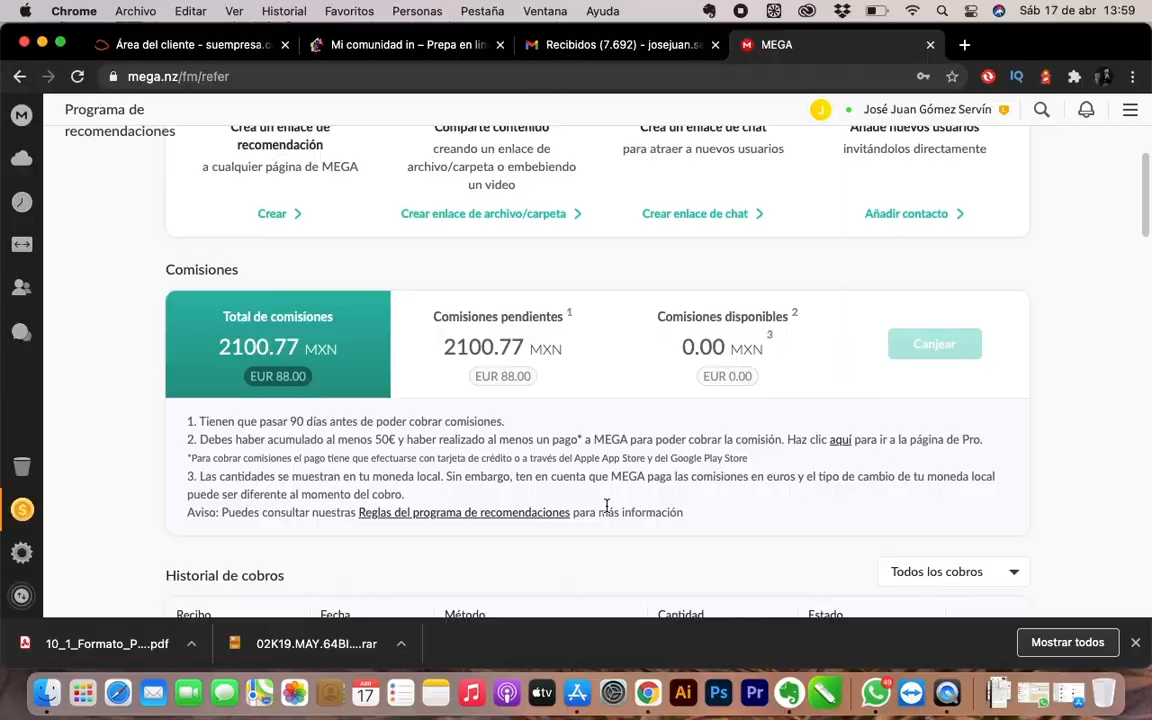 Chrome Archivo Editar Ver Historial Favoritos Personas Pestaña Ventana Ayuda Sáb 17 de abr 13:59
Área del cliente - suempresa.c Mi comunidad in – Prepa en lin Recibidos (7.692) - josejuan.se MEGA
mega.nz/fm/refer
Programa de
recomendaciones
José Juan Gómez Servín
Crea un enlace de
recomendación
a cualquier página de MEGA
Crear
Comparte contenido
creando un enlace de
archivo/carpeta o embebiendo
un video
Crear enlace de archivo/carpeta
Crea un enlace de chat
para atraer a nuevos usuarios
Crear enlace de chat
Añade nuevos usuarios
invitándolos directamente
Añadir contacto
Comisiones
Total de comisiones
2100.77 MXN
EUR 88.00
Comisiones pendientes 1
2100.77 MXN
EUR 88.00
Comisiones disponibles 2
0.00 MXN 3
EUR 0.00
Canjear
1. Tienen que pasar 90 días antes de poder cobrar comisiones.
2. Debes haber acumulado al menos 50€ y haber realizado al menos un pago* a MEGA para poder cobrar la comisión. Haz clic aquí para ir a la página de Pro.
*Para cobrar comisiones el pago tiene que efectuarse con tarjeta de crédito o a través del Apple App Store y del Google Play Store
3. Las cantidades se muestran en tu moneda local. Sin embargo, ten en cuenta que MEGA paga las comisiones en euros y el tipo de cambio de tu moneda local
puede ser diferente al momento del cobro.
Aviso: Puedes consultar nuestras Reglas del programa de recomendaciones para más información
Historial de cobros
Todos los cobros
Recibo Fecha Método Cantidad Estado
10_1_Formato_P....pdf 02K19.MAY.64BI....rar Mostrar todos